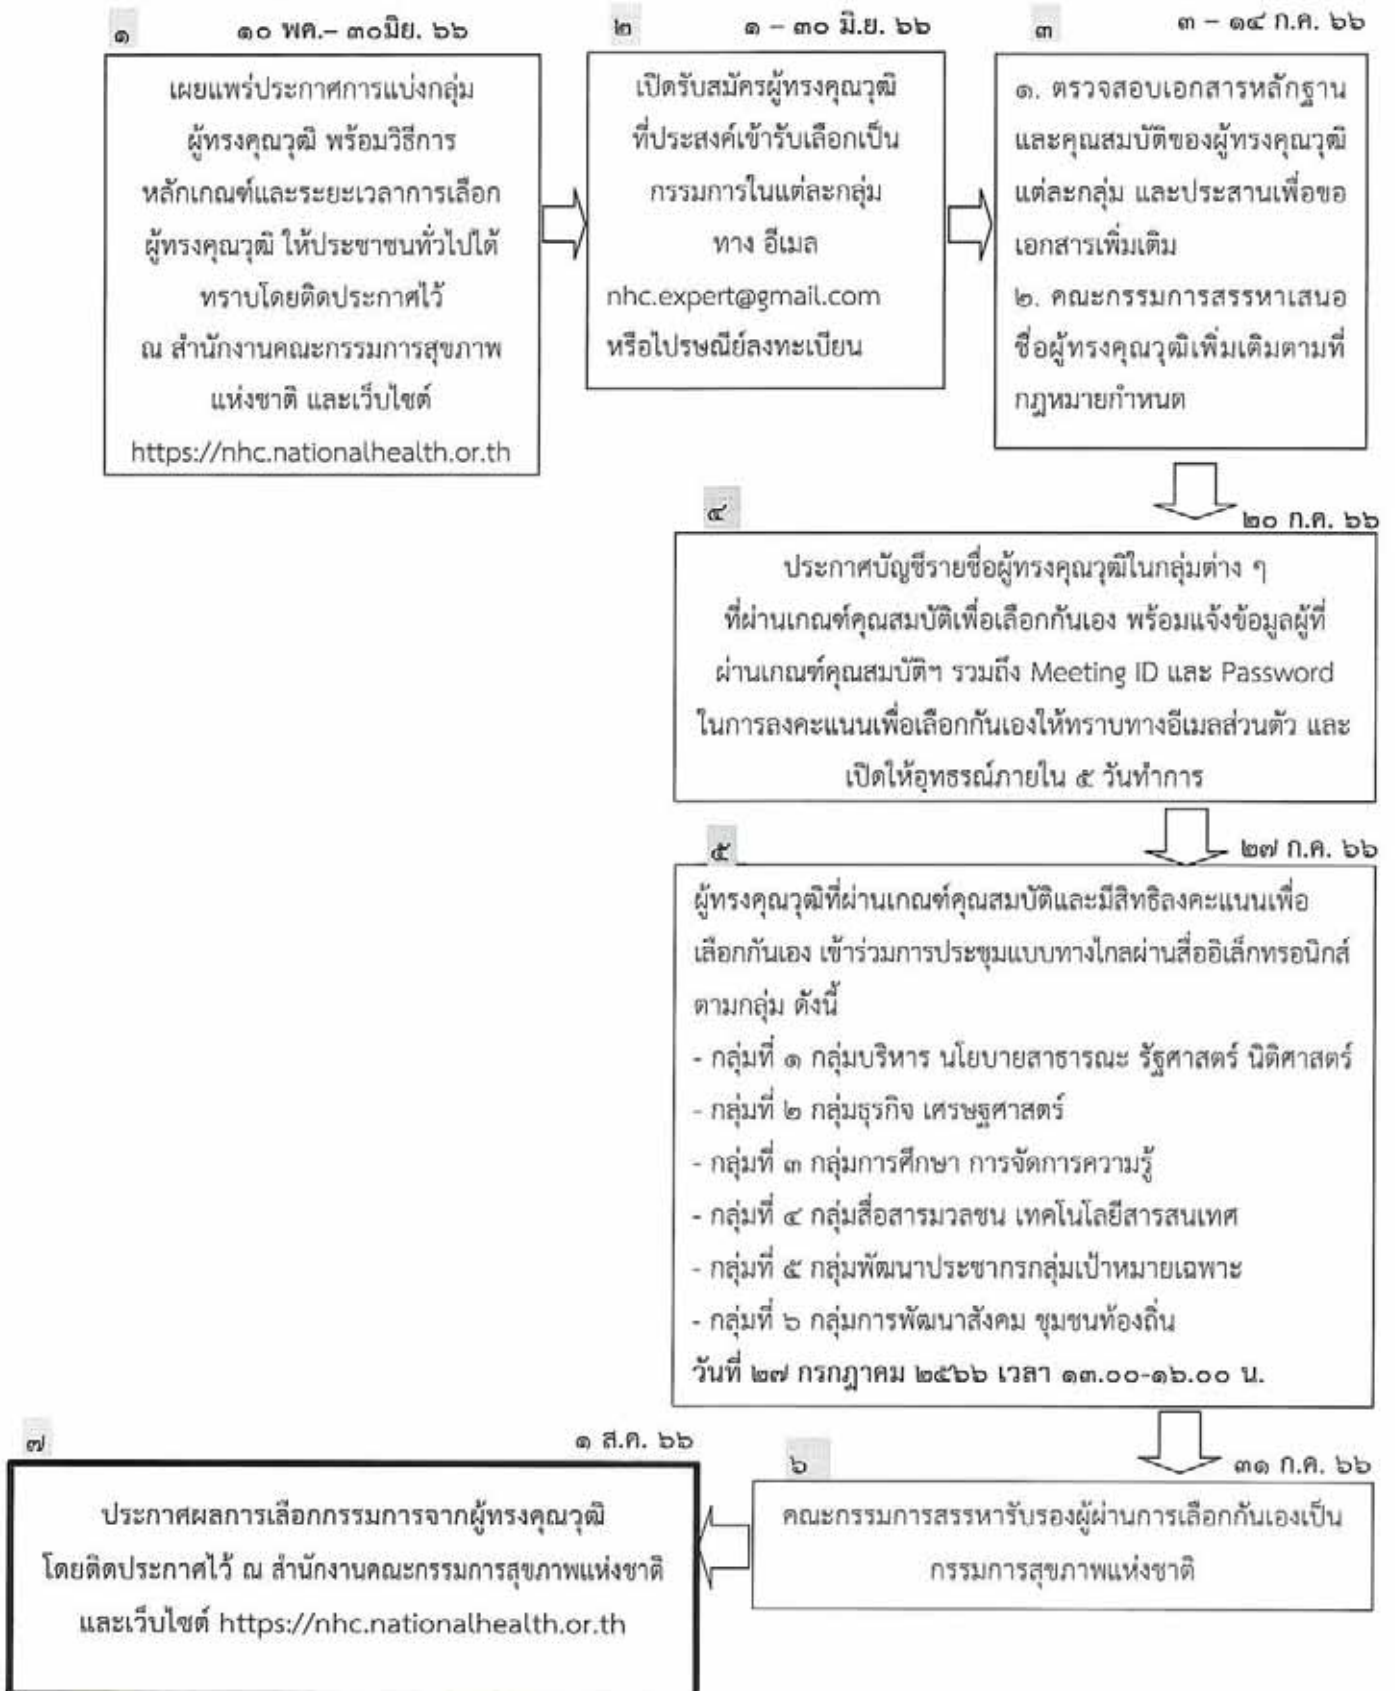 ๑
๑๐ พค.– ๓๐มิย. ๖๖
เผยแพร่ประกาศการแบ่งกลุ่ม
ผู้ทรงคุณวุฒิ พร้อมวิธีการ
หลักเกณฑ์และระยะเวลาการเลือก
ผู้ทรงคุณวุฒิ ให้ประชาชนทั่วไปได้
ทราบโดยติดประกาศไว้
ณ สำนักงานคณะกรรมการสุขภาพ
แห่งชาติ และเว็บไซต์
https://nhc.nationalhealth.or.th
๒
๑ – ๓๐ มิ.ย. ๖๖
เปิดรับสมัครผู้ทรงคุณวุฒิ
ที่ประสงค์เข้ารับเลือกเป็น
กรรมการในแต่ละกลุ่ม
ทาง อีเมล
nhc.expert@gmail.com
หรือไปรษณีย์ลงทะเบียน
๓
๓ – ๑๔ ก.ค. ๖๖
๑. ตรวจสอบเอกสารหลักฐาน
และคุณสมบัติของผู้ทรงคุณวุฒิ
แต่ละกลุ่ม และประสานเพื่อขอ
เอกสารเพิ่มเติม
๒. คณะกรรมการสรรหาเสนอ
ชื่อผู้ทรงคุณวุฒิเพิ่มเติมตามที่
กฎหมายกำหนด
๔
๒๐ ก.ค. ๖๖
ประกาศบัญชีรายชื่อผู้ทรงคุณวุฒิในกลุ่มต่าง ๆ
ที่ผ่านเกณฑ์คุณสมบัติเพื่อเลือกกันเอง พร้อมแจ้งข้อมูลผู้ที่
ผ่านเกณฑ์คุณสมบัติฯ รวมถึง Meeting ID และ Password
ในการลงคะแนนเพื่อเลือกกันเองให้ทราบทางอีเมลส่วนตัว และ
เปิดให้อุทธรณ์ภายใน ๕ วันทำการ
๕
๒๗ ก.ค. ๖๖
ผู้ทรงคุณวุฒิที่ผ่านเกณฑ์คุณสมบัติและมีสิทธิลงคะแนนเพื่อ
เลือกกันเอง เข้าร่วมการประชุมแบบทางไกลผ่านสื่ออิเล็กทรอนิกส์
ตามกลุ่ม ดังนี้
- กลุ่มที่ ๑ กลุ่มบริหาร นโยบายสาธารณะ รัฐศาสตร์ นิติศาสตร์
- กลุ่มที่ ๒ กลุ่มธุรกิจ เศรษฐศาสตร์
- กลุ่มที่ ๓ กลุ่มการศึกษา การจัดการความรู้
- กลุ่มที่ ๔ กลุ่มสื่อสารมวลชน เทคโนโลยีสารสนเทศ
- กลุ่มที่ ๕ กลุ่มพัฒนาประชากรกลุ่มเป้าหมายเฉพาะ
- กลุ่มที่ ๖ กลุ่มการพัฒนาสังคม ชุมชนท้องถิ่น
วันที่ ๒๗ กรกฎาคม ๒๕๖๖ เวลา ๑๓.๐๐-๑๖.๐๐ น.
๖
๓๑ ก.ค. ๖๖
คณะกรรมการสรรหารับรองผู้ผ่านการเลือกกันเองเป็น
กรรมการสุขภาพแห่งชาติ
๗
๑ ส.ค. ๖๖
ประกาศผลการเลือกกรรมการจากผู้ทรงคุณวุฒิ
โดยติดประกาศไว้ ณ สำนักงานคณะกรรมการสุขภาพแห่งชาติ
และเว็บไซต์ https://nhc.nationalhealth.or.th